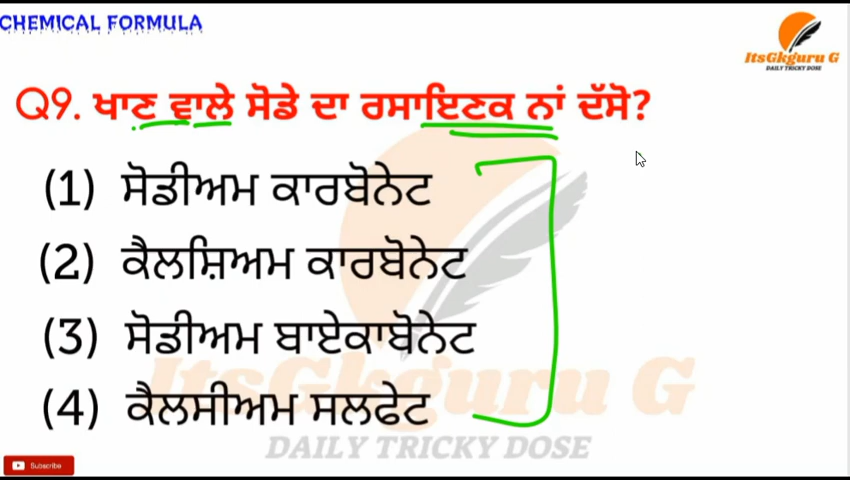 CHEMICAL FORMULA
ItsGkguru G
DAILY TRICKY DOSE
Q9. ਖਾਣ ਵਾਲੇ ਸੋਡੇ ਦਾ ਰਸਾਇਣਕ ਨਾਂ ਦੱਸੋ?
(1) ਸੋਡੀਅਮ ਕਾਰਬੋਨੇਟ
(2) ਕੈਲਸ਼ਿਅਮ ਕਾਰਬੋਨੇਟ
(3) ਸੋਡੀਅਮ ਬਾਏਕਾਬੋਨੇਟ
(4) ਕੈਲਸੀਅਮ ਸਲਫੇਟ
ItsGkguru G
DAILY TRICKY DOSE
Subscribe